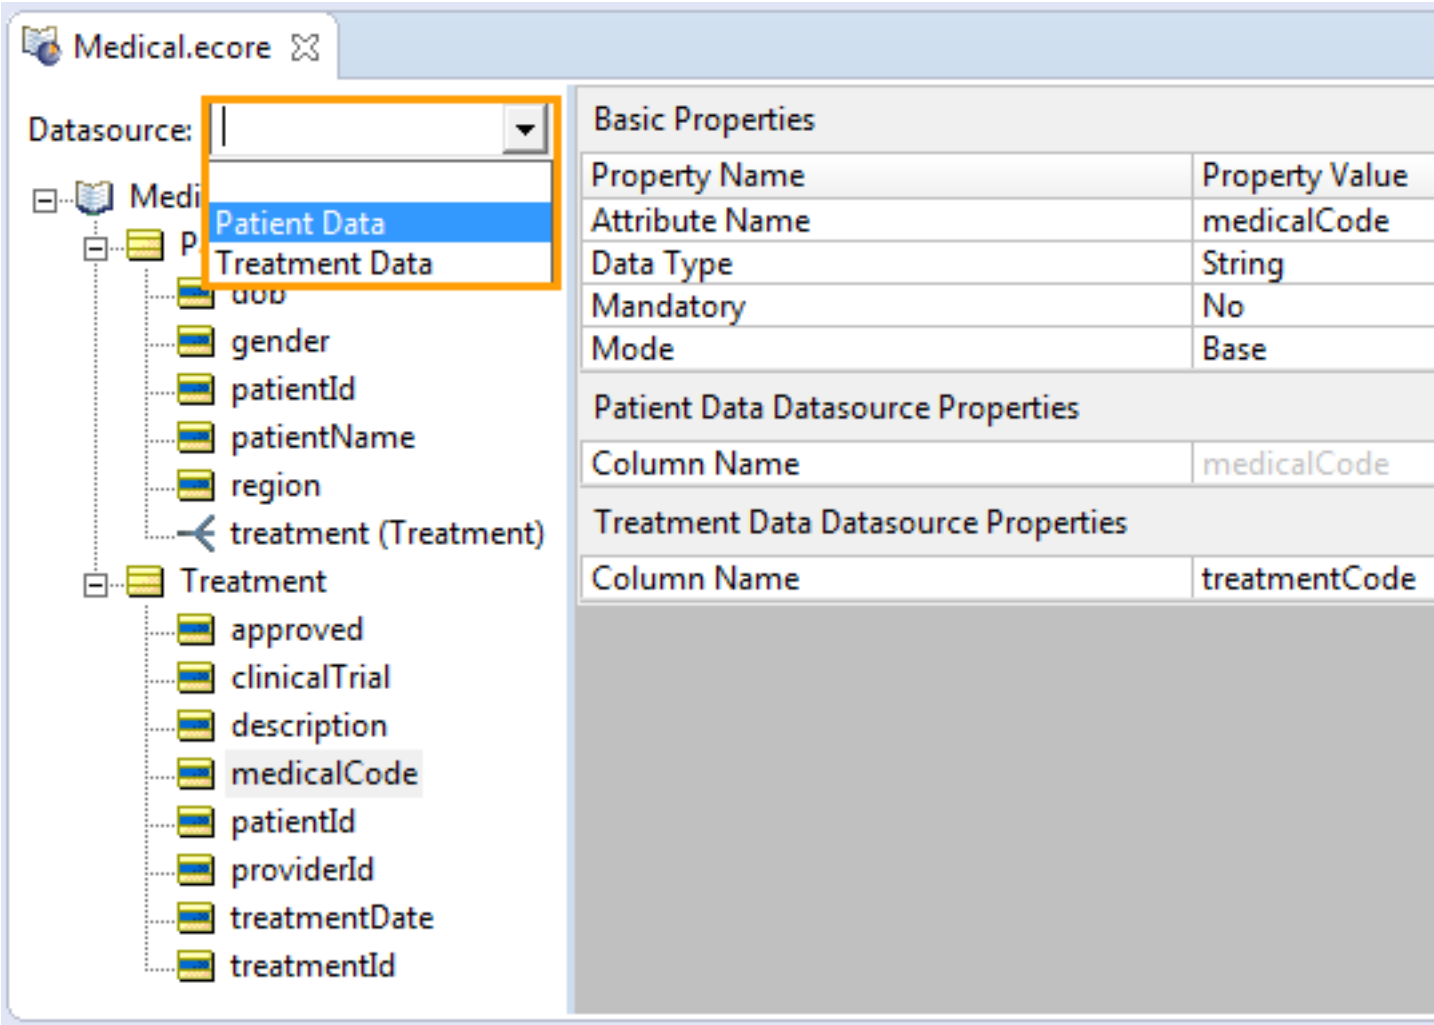 Medical.ecore
Datasource:
Patient Data
Treatment Data
Medi
P
dob
gender
patientId
patientName
region
treatment (Treatment)
Treatment
approved
clinicalTrial
description
medicalCode
patientId
providerId
treatmentDate
treatmentId
Basic Properties
Property Name Property Value
Attribute Name medicalCode
Data Type String
Mandatory No
Mode Base
Patient Data Datasource Properties
Column Name medicalCode
Treatment Data Datasource Properties
Column Name treatmentCode